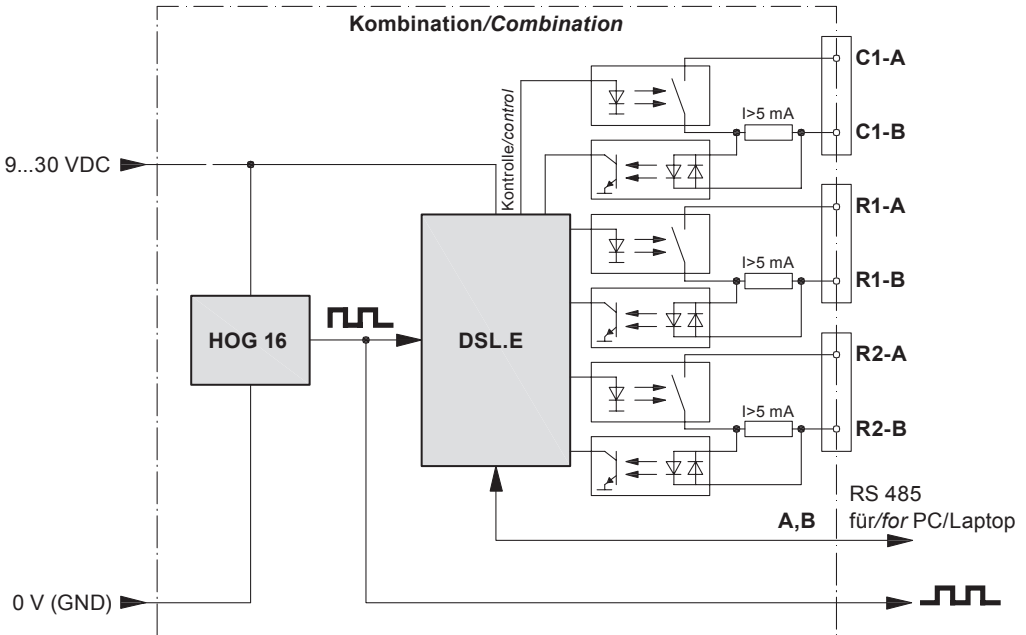 Kombination/Combination
C1-A
I>5 mA
C1-B
Kontrolle/control
9...30 VDC
R1-A
I>5 mA
R1-B
HOG 16
DSL.E
R2-A
I>5 mA
R2-B
RS 485
A,B
für/for PC/Laptop
0 V (GND)